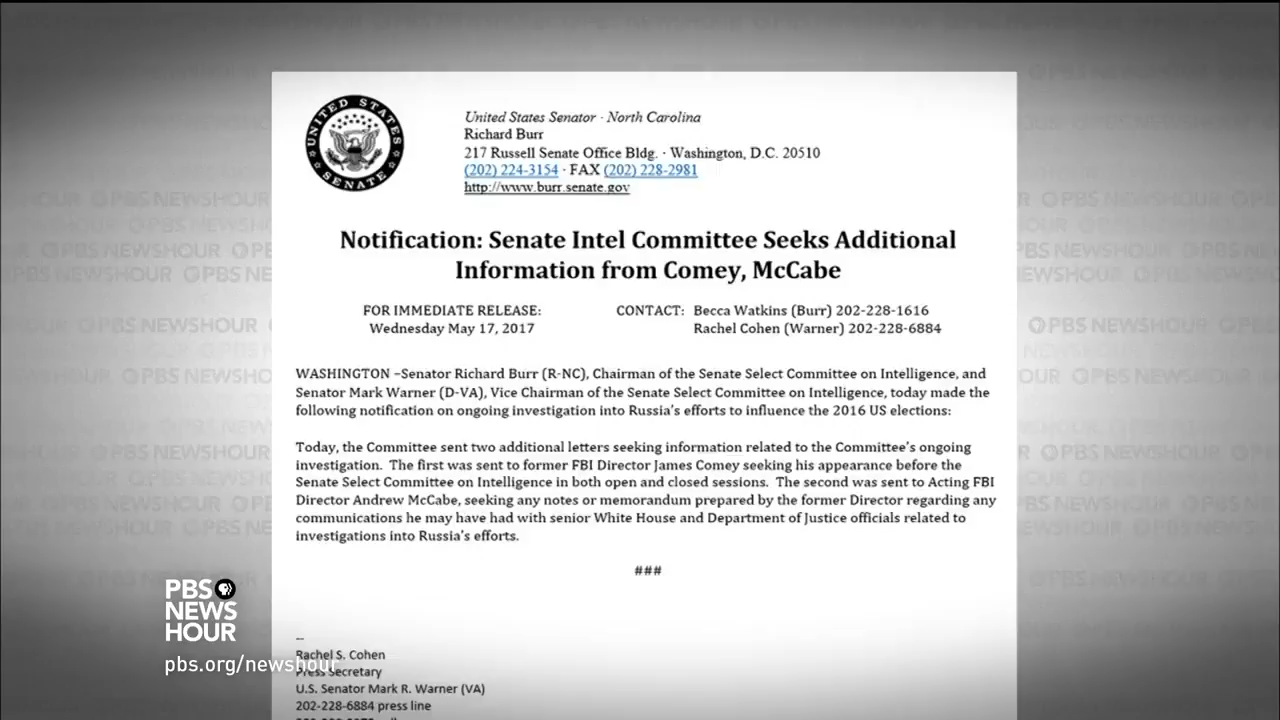 UNITED STATES
SENATE
United States Senator · North Carolina
Richard Burr
217 Russell Senate Office Bldg. · Washington, D.C. 20510
(202) 224-3154 · FAX (202) 228-2981
http://www.burr.senate.gov
Notification: Senate Intel Committee Seeks Additional
Information from Comey, McCabe
FOR IMMEDIATE RELEASE:
Wednesday May 17, 2017
CONTACT: Becca Watkins (Burr) 202-228-1616
Rachel Cohen (Warner) 202-228-6884
WASHINGTON –Senator Richard Burr (R-NC), Chairman of the Senate Select Committee on Intelligence, and
Senator Mark Warner (D-VA), Vice Chairman of the Senate Select Committee on Intelligence, today made the
following notification on ongoing investigation into Russia's efforts to influence the 2016 US elections:
Today, the Committee sent two additional letters seeking information related to the Committee's ongoing
investigation. The first was sent to former FBI Director James Comey seeking his appearance before the
Senate Select Committee on Intelligence in both open and closed sessions. The second was sent to Acting FBI
Director Andrew McCabe, seeking any notes or memorandum prepared by the former Director regarding any
communications he may have had with senior White House and Department of Justice officials related to
investigations into Russia's efforts.
###
--
Rachel S. Cohen
Press Secretary
U.S. Senator Mark R. Warner (VA)
202-228-6884 press line
PBS
NEWS
HOUR
pbs.org/newshour